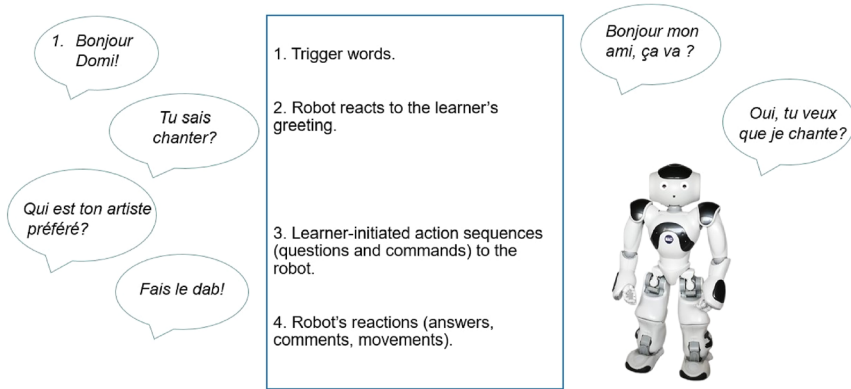 1. Bonjour
Domi!
Tu sais
chanter?
Qui est ton artiste
préféré?
Fais le dab!
1. Trigger words.
2. Robot reacts to the learner's
greeting.
3. Learner-initiated action sequences
(questions and commands) to the
robot.
4. Robot's reactions (answers,
comments, movements).
Bonjour mon
ami, ça va ?
Oui, tu veux
que je chante?